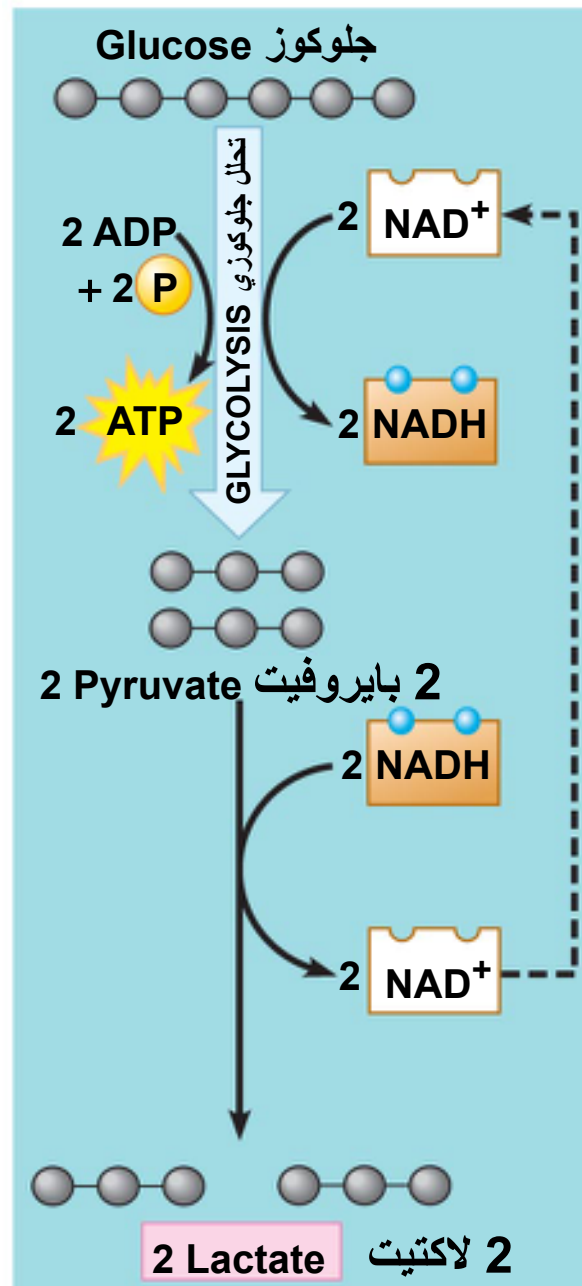 Glucose جلوكوز
تحلل جلوكوزي GLYCOLYSIS
2 ADP
+ 2 P
2 ATP
2 NAD+
2 NADH
2 Pyruvate 2 بايروفيت
2 NADH
2 NAD+
2 Lactate 2 لاكتيت